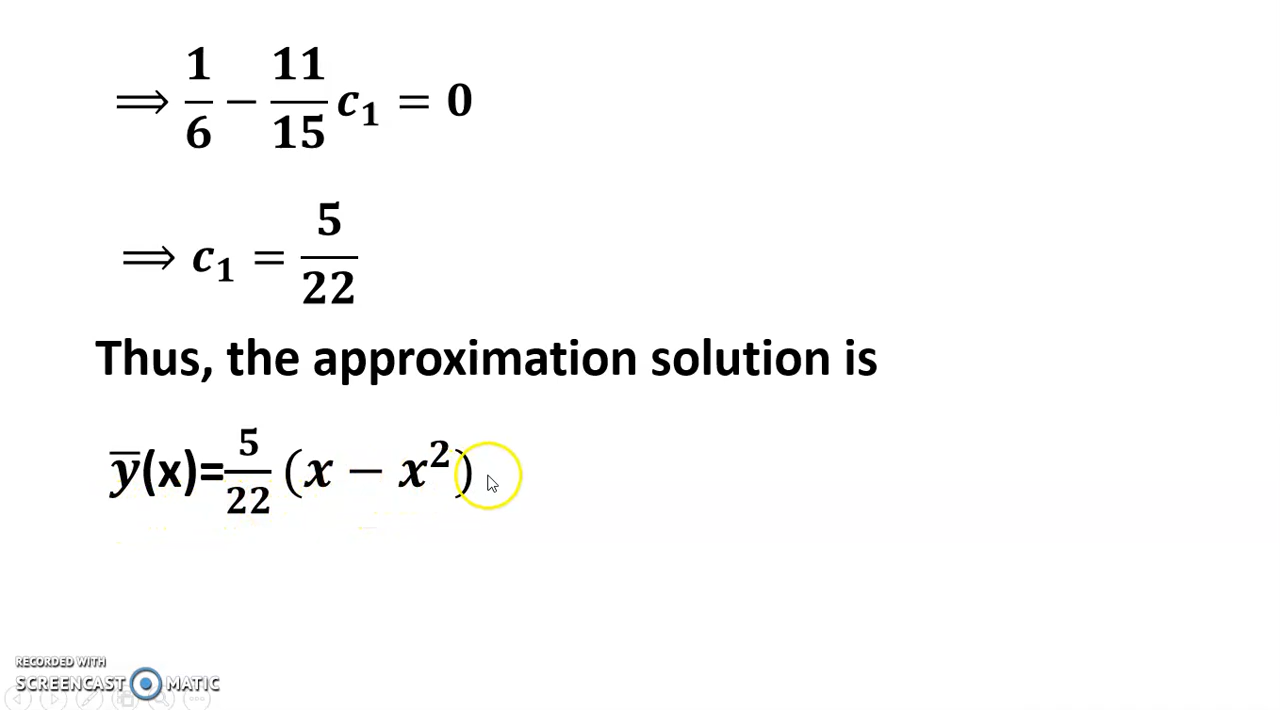 ⟹ 1/6 − 11/15 c₁ = 0
⟹ c₁ = 5/22
Thus, the approximation solution is
y̅(x)=5/22 (x − x²)
RECORDED WITH
SCREENCAST MATIC